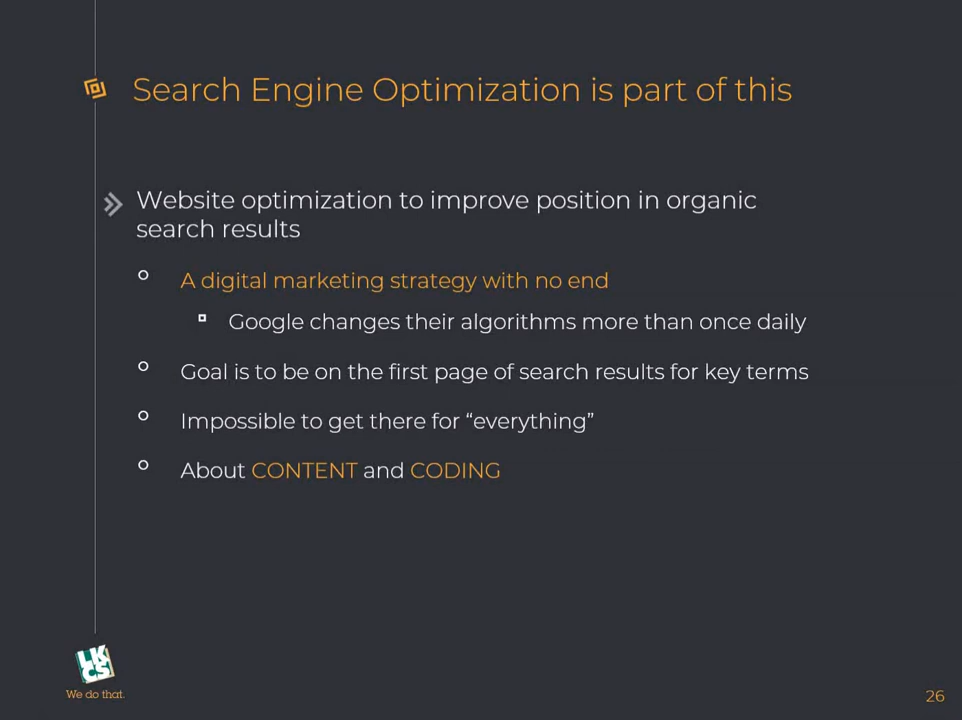 Search Engine Optimization is part of this
Website optimization to improve position in organic
search results
A digital marketing strategy with no end
Google changes their algorithms more than once daily
Goal is to be on the first page of search results for key terms
Impossible to get there for “everything”
About CONTENT and CODING
LK
CS
We do that.
26